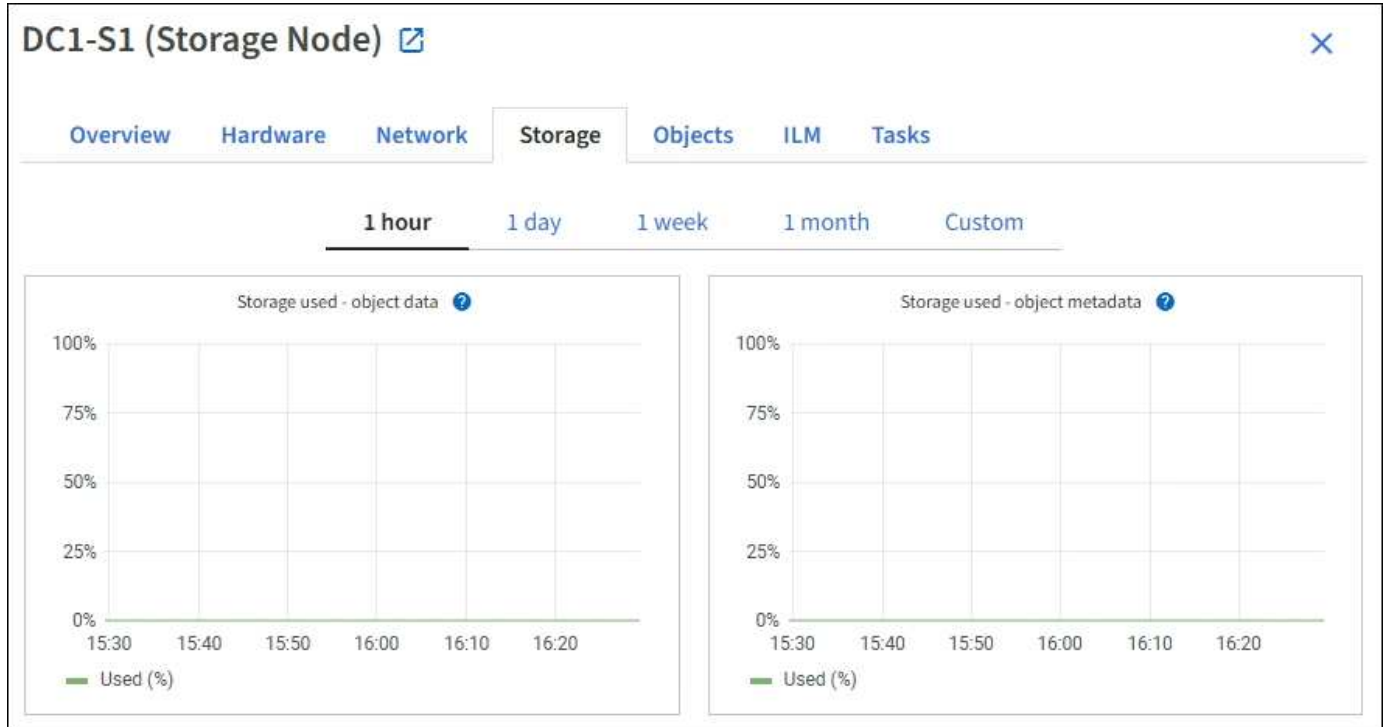 DC1-S1 (Storage Node)
Overview Hardware Network Storage Objects ILM Tasks
1 hour 1 day 1 week 1 month Custom
Storage used - object data ?
100%
75%
50%
25%
0%
15:30 15:40 15:50 16:00 16:10 16:20
Used (%)
Storage used - object metadata ?
100%
75%
50%
25%
0%
15:30 15:40 15:50 16:00 16:10 16:20
Used (%)